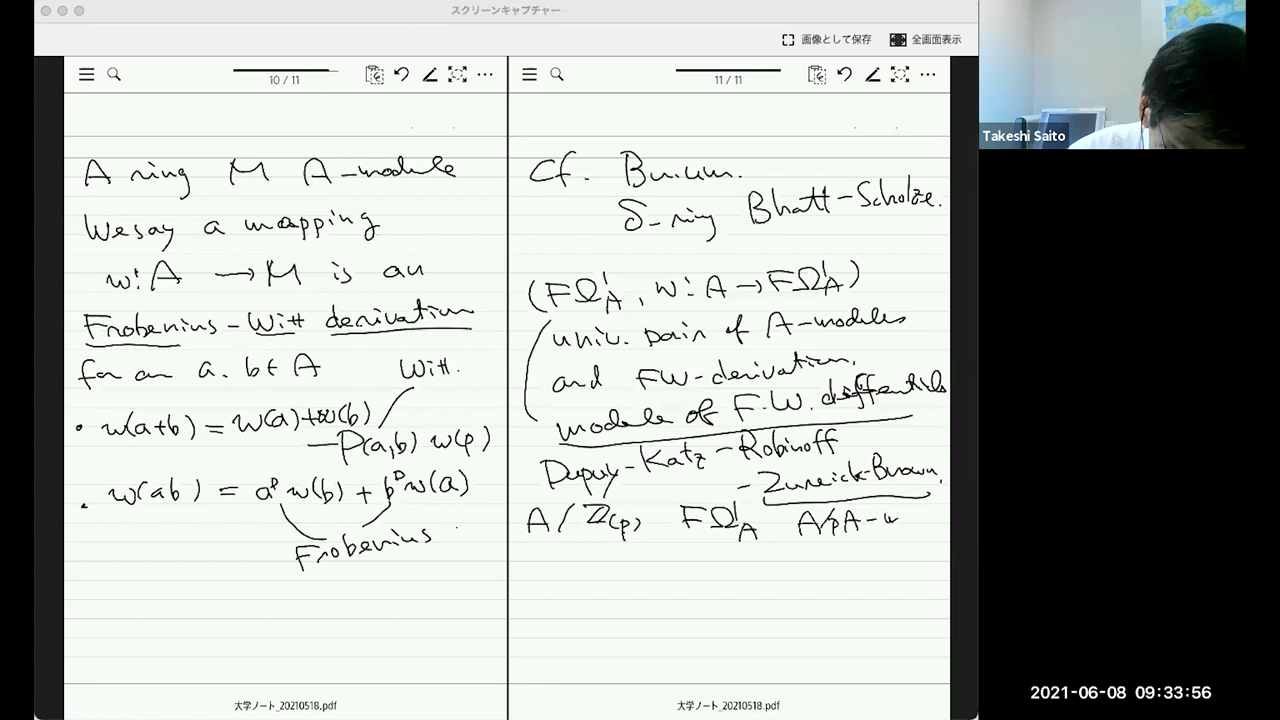 スクリーンキャプチャー
画像として保存 全画面表示
10 / 11
A ring M A-module
We say a mapping
w: A → M is an
Frobenius - Witt derivation
for an a. b ∈ A Witt.
• w(a+b) = w(a)+w(b)
—P(a,b) w(p)
• w(ab) = aᵖ w(b) + bᵖ w(a)
Frobenius
大学ノート_20210518.pdf
11 / 11
Cf. Buium.
δ-ring Bhatt-Scholze.
(FΩ¹_A, w: A → FΩ¹_A)
univ. pair of A-modules
and FW-derivation.
module of F.W. differentials
Dupuy-Katz-Rabinoff
-Zureick-Brown.
A / ℤ₍ₚ₎ FΩ¹_A A/pA-
大学ノート_20210518.pdf
Takeshi Saito
2021-06-08 09:33:56